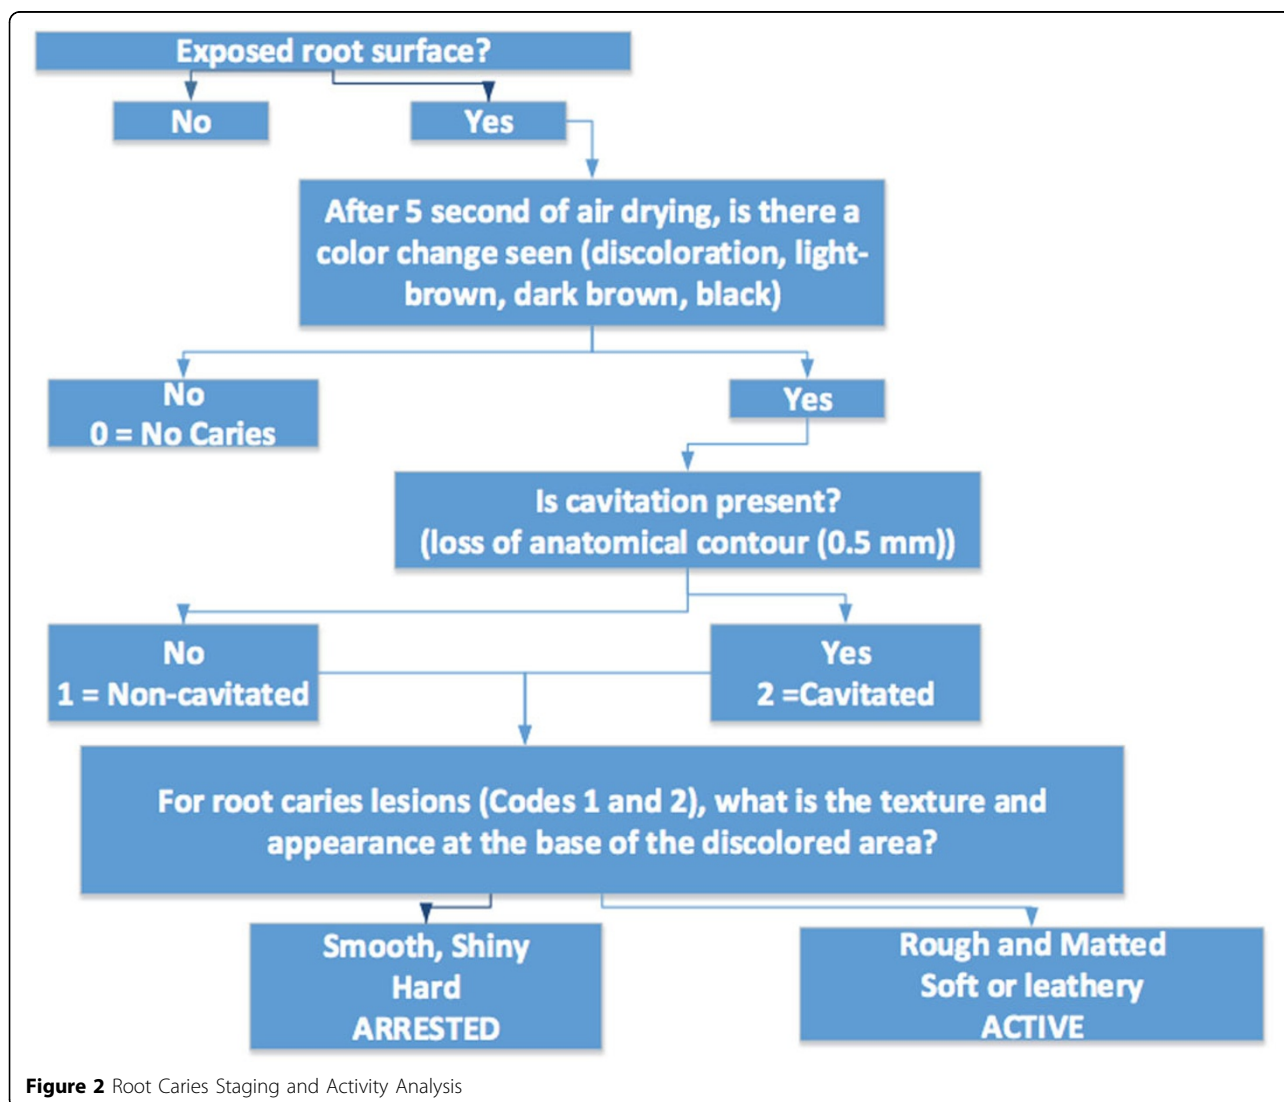 Exposed root surface?
No
Yes
After 5 second of air drying, is there a
color change seen (discoloration, light-
brown, dark brown, black)
No
0 = No Caries
Yes
Is cavitation present?
(loss of anatomical contour (0.5 mm))
No
1 = Non-cavitated
Yes
2 =Cavitated
For root caries lesions (Codes 1 and 2), what is the texture and
appearance at the base of the discolored area?
Smooth, Shiny
Hard
ARRESTED
Rough and Matted
Soft or leathery
ACTIVE
Figure 2 Root Caries Staging and Activity Analysis